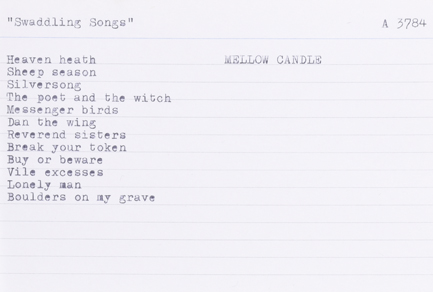 "Swaddling Songs" A 3784
Heaven heath MELLOW CANDLE
Sheep season
Silversong
The poet and the witch
Messenger birds
Dan the wing
Reverend sisters
Break your token
Buy or beware
Vile excesses
Lonely man
Boulders on my grave